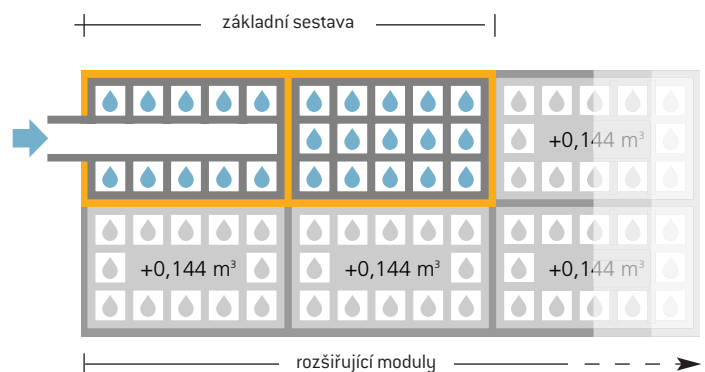 základní sestava
+0,144 m³
+0,144 m³
+0,144 m³
+0,144 m³
rozšiřující moduly